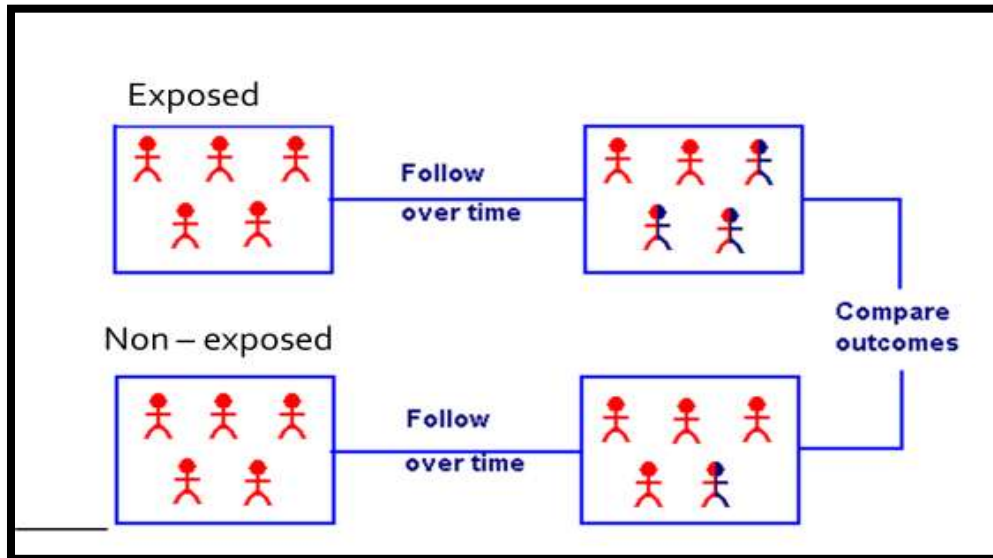 Exposed
Follow
over time
Compare
outcomes
Non – exposed
Follow
over time